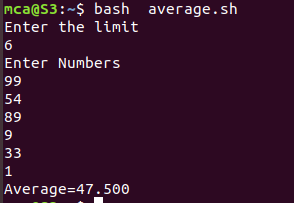 mca@S3:~$ bash  average.sh
Enter the limit
6
Enter Numbers
99
54
89
9
33
1
Average=47.500